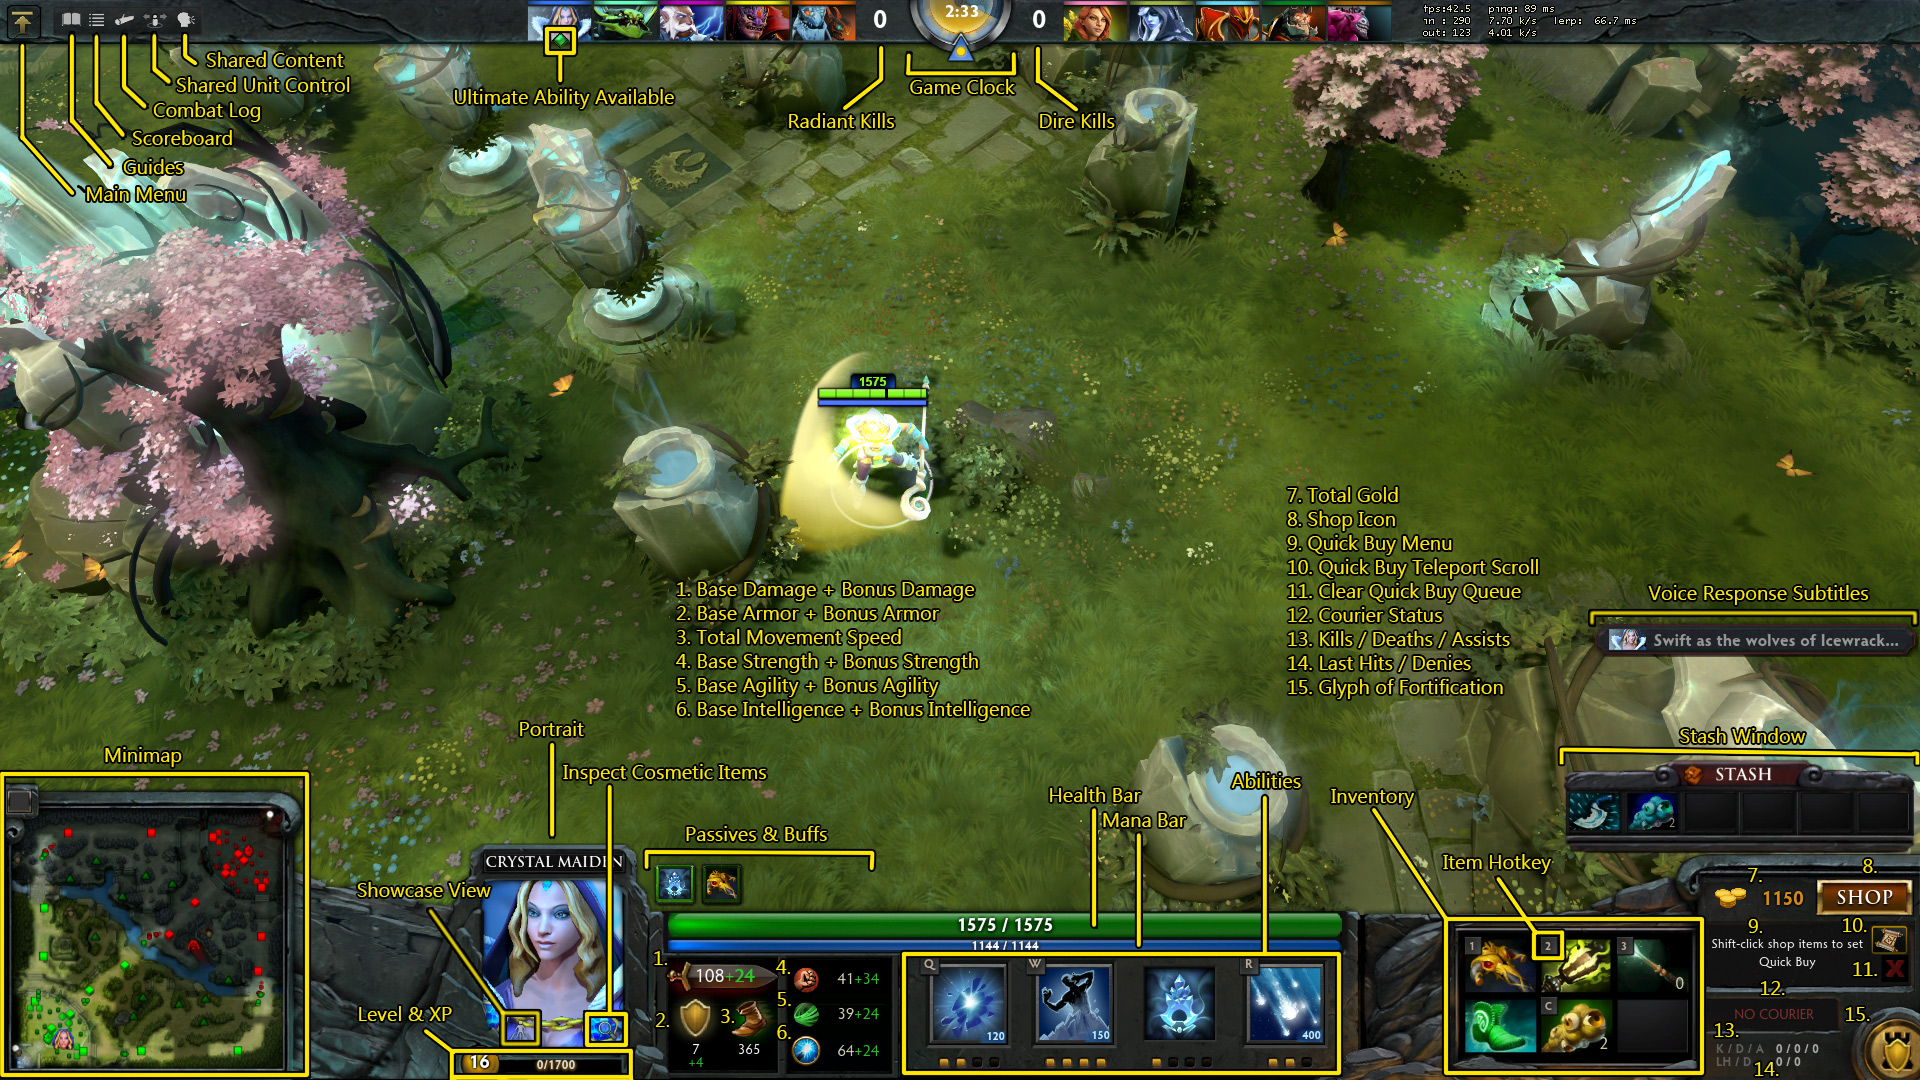 0
2:33
0
fps:42.5 ping: 89 ms
in : 290 7.70 k/s lerp: 66.7 ms
out: 123 4.01 k/s
Shared Content
Shared Unit Control
Combat Log
Scoreboard
Guides
Main Menu
Ultimate Ability Available
Radiant Kills
Game Clock
Dire Kills
1575
1. Base Damage + Bonus Damage
2. Base Armor + Bonus Armor
3. Total Movement Speed
4. Base Strength + Bonus Strength
5. Base Agility + Bonus Agility
6. Base Intelligence + Bonus Intelligence
7. Total Gold
8. Shop Icon
9. Quick Buy Menu
10. Quick Buy Teleport Scroll
11. Clear Quick Buy Queue
12. Courier Status
13. Kills / Deaths / Assists
14. Last Hits / Denies
15. Glyph of Fortification
Voice Response Subtitles
Swift as the wolves of Icewrack...
Stash Window
STASH
2
Minimap
Portrait
Inspect Cosmetic Items
Passives & Buffs
Health Bar
Mana Bar
Abilities
Inventory
Item Hotkey
CRYSTAL MAIDEN
Showcase View
Level & XP
16
0/1700
1575 / 1575
1144 / 1144
1.
108+24
2.
7
+4
3.
365
4.
41+34
5.
39+24
6.
64+24
Q
120
W
150
R
400
1
2
3
0
C
2
7.
1150
8.
SHOP
9.
10.
Shift-click shop items to set
Quick Buy
11.
12.
NO COURIER
15.
13.
K / D / A 0 / 0 / 0
LH / D 0 / 0
14.